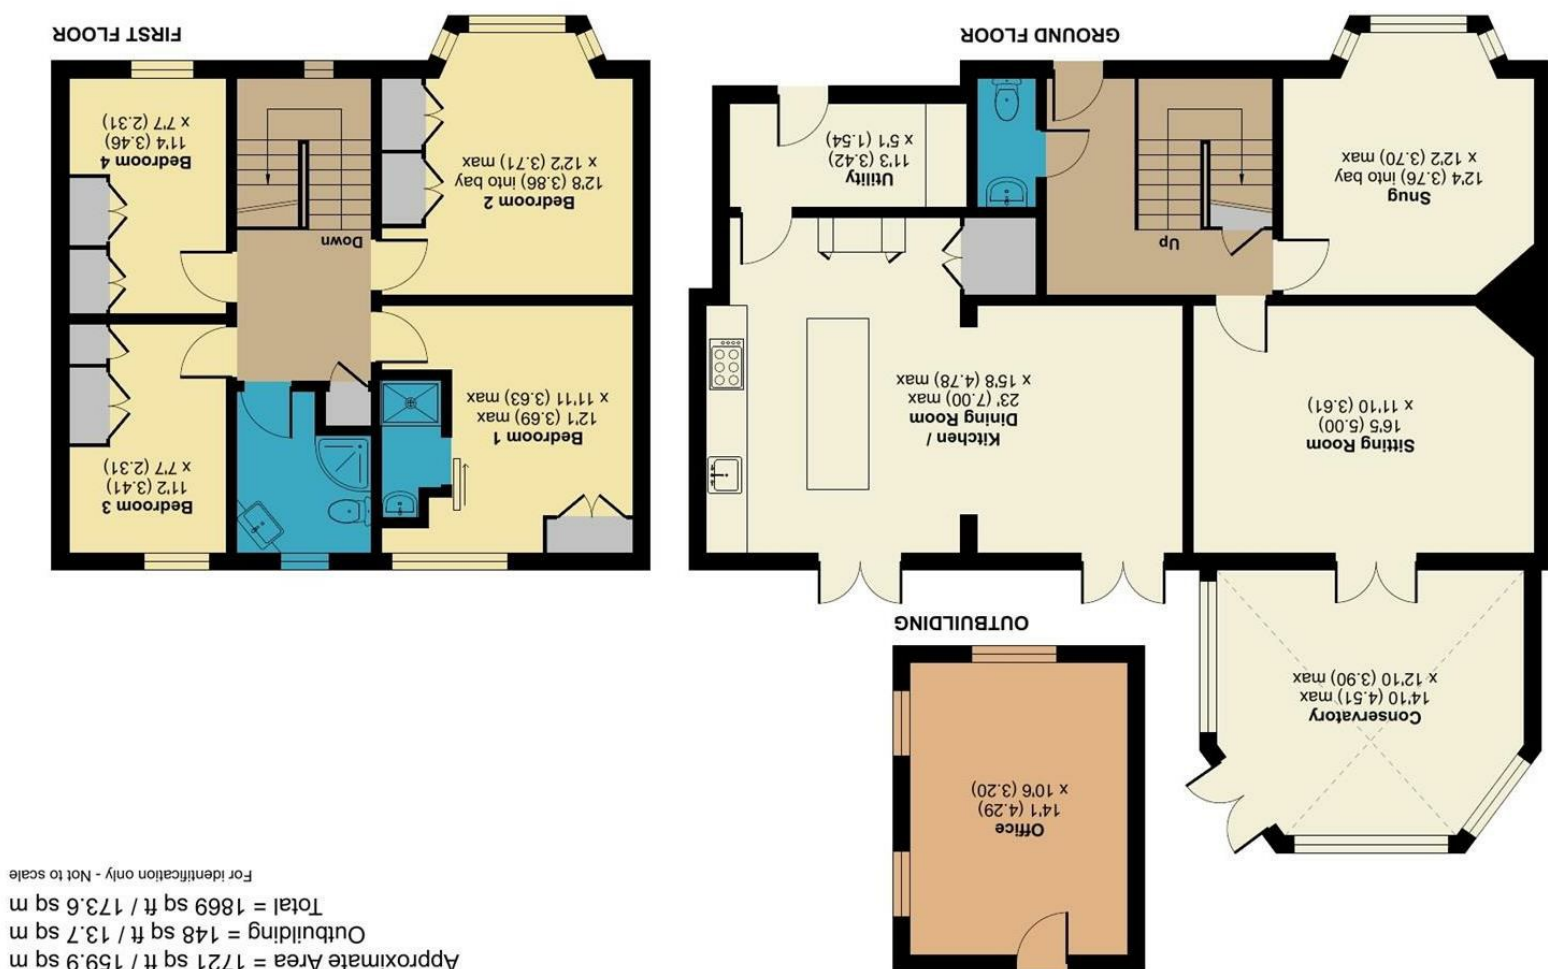 Approximate Area = 1721 sq ft / 159.9 sq m
Outbuilding = 148 sq ft / 13.7 sq m
Total = 1869 sq ft / 173.6 sq m
For identification only - Not to scale
Office
14'1 (4.29)
x 10'6 (3.20)
OUTBUILDING
Conservatory
14'10 (4.51) max
x 12'10 (3.90) max
Sitting Room
16'5 (5.00)
x 11'10 (3.61)
Kitchen /
Dining Room
23' (7.00) max
x 15'8 (4.78) max
Snug
12'4 (3.76) into bay
x 12'2 (3.70) max
Up
Utility
11'3 (3.42)
x 5'1 (1.54)
GROUND FLOOR
Bedroom 1
12'1 (3.69) max
x 11'11 (3.63) max
Bedroom 3
11'2 (3.41)
x 7'7 (2.31)
Bedroom 2
12'8 (3.86) into bay
x 12'2 (3.71) max
Down
Bedroom 4
11'4 (3.46)
x 7'7 (2.31)
FIRST FLOOR